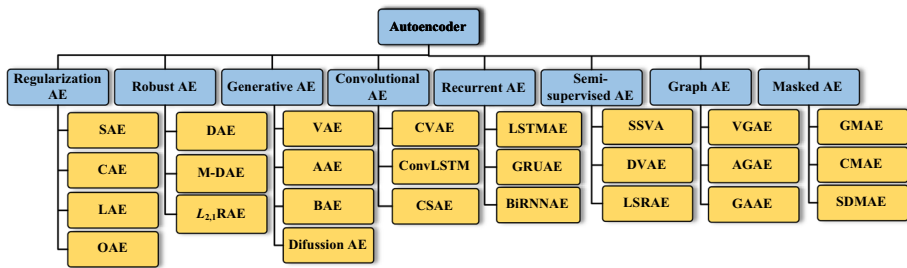 Autoencoder
Regularization
AE
Robust AE
Generative AE
Convolutional
AE
Recurrent AE
Semi-
supervised AE
Graph AE
Masked AE
SAE
CAE
LAE
OAE
DAE
M-DAE
L2,1RAE
VAE
AAE
BAE
Difussion AE
CVAE
ConvLSTM
CSAE
LSTMAE
GRUAE
BiRNNAE
SSVA
DVAE
LSRAE
VGAE
AGAE
GAAE
GMAE
CMAE
SDMAE